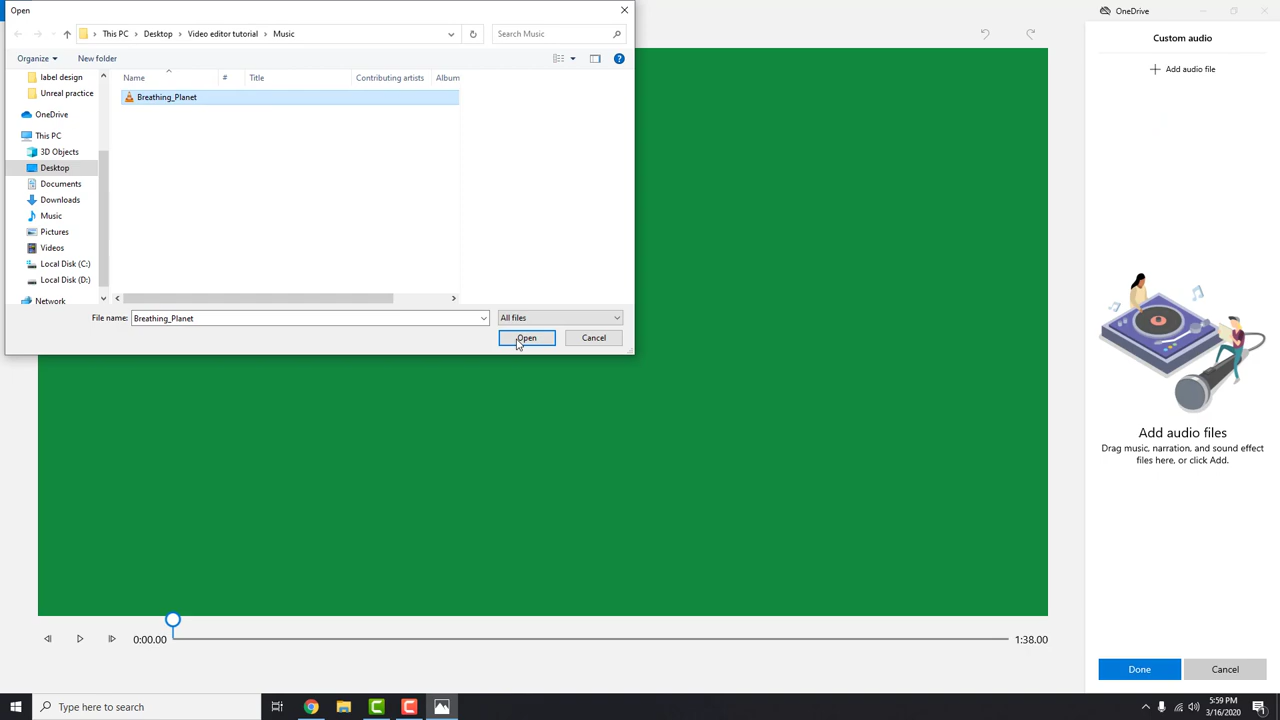 Open
This PC
Desktop
Video editor tutorial
Music
Search Music
Organize
New folder
Name
#
Title
Contributing artists
Album
label design
Unreal practice
OneDrive
This PC
3D Objects
Desktop
Documents
Downloads
Music
Pictures
Videos
Local Disk (C:)
Local Disk (D:)
Network
Breathing_Planet
File name:
Breathing_Planet
All files
Open
Cancel
OneDrive
Custom audio
Add audio file
Add audio files
Drag music, narration, and sound effect
files here, or click Add.
0:00.00
1:38.00
Done
Cancel
Type here to search
5:59 PM
3/16/2020
1